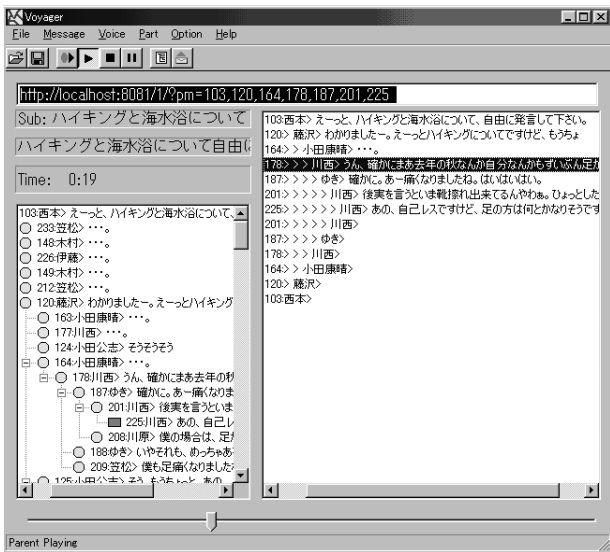 Voyager
File Message Voice Part Option Help
http://localhost:8081/1/?pm=103,120,164,178,187,201,225
Sub: ハイキングと海水浴について
ハイキングと海水浴について自由に
Time: 0:19
103:西本> えーっと、ハイキングと海水浴について、
233:笠松> ・・・。
148:木村> ・・・。
226:伊藤> ・・・。
149:木村> ・・・。
212:笠松> ・・・。
120:藤沢> わかりましたー。えーっとハイキング
163:小田康晴> ・・・。
177:川西> ・・・。
124:小田公志> そうそうそう
164:小田康晴> ・・・。
178:川西> うん、確かにまあ去年の秋
187:ゆき> 確かに。あー痛くなりま
201:川西> 後実を言うといま
225:川西> あの、自己レ
208:川原> 僕の場合は、足が
188:ゆき> いやそれも、めっちゃあ
209:笠松> 僕も足痛くなりました
125:小田公志> そう、もうちょっと、あの
103:西本> えーっと、ハイキングと海水浴について、自由に発言して下さい。
120:> 藤沢> わかりましたー。えーっとハイキングについてですけど、もうちょ
164:> > 小田康晴> ・・・。
178:> > > 川西> うん、確かにまあ去年の秋なんか自分なんかもずいぶん足が
187:> > > > ゆき> 確かに。あー痛くなりましたね。はいはいはい。
201:> > > > > 川西> 後実を言うといま靴擦れ出来てるんやわぁ。ひょっとした
225:> > > > > > 川西> あの、自己レスですけど、足の方は何とかなりそうです
201:> > > > > 川西>
187:> > > > ゆき>
178:> > > 川西>
164:> > 小田康晴>
120:> 藤沢>
103:西本>
Parent Playing